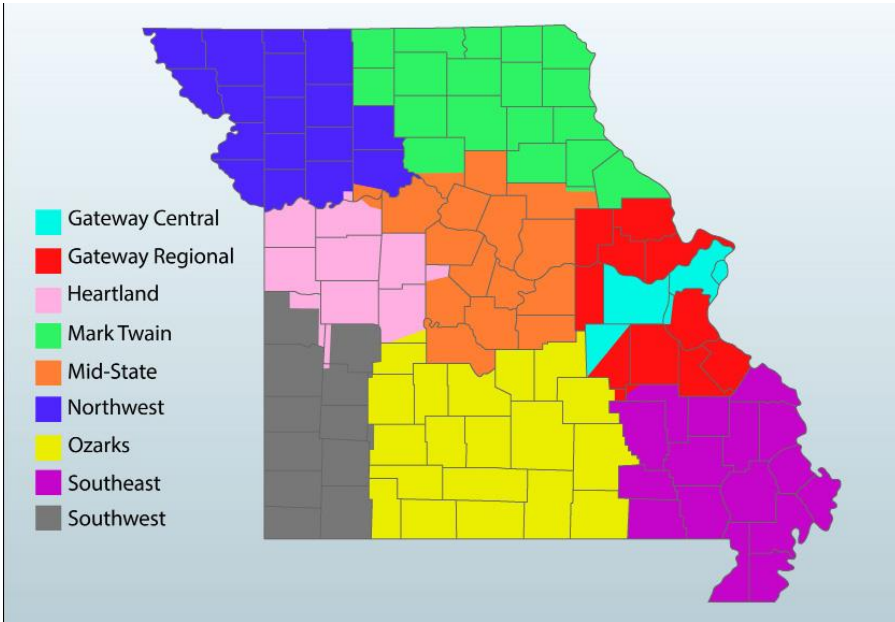 Gateway Central
Gateway Regional
Heartland
Mark Twain
Mid-State
Northwest
Ozarks
Southeast
Southwest